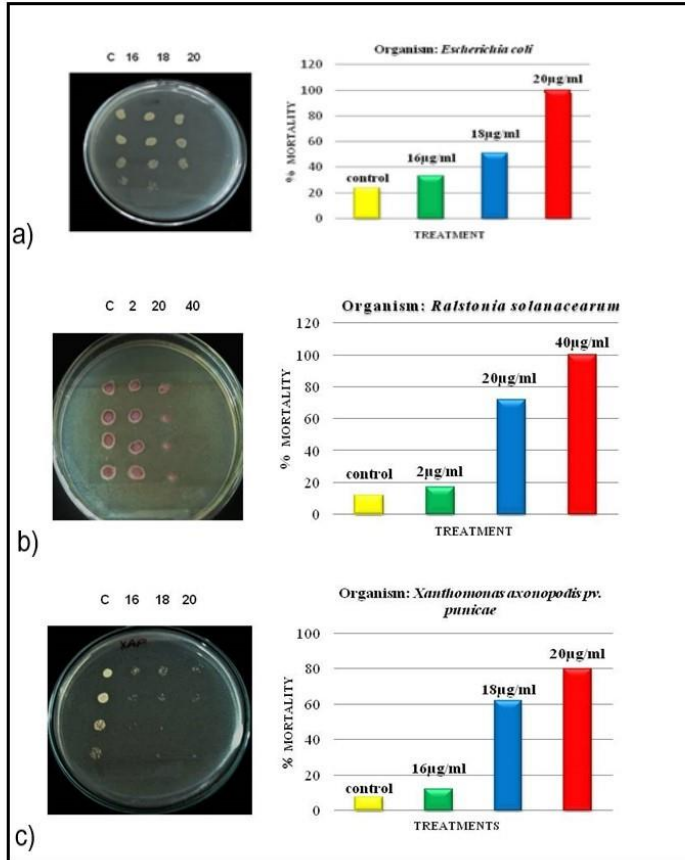 C 16 18 20
a)
Organism: Escherichia coli
120
100
80
60
40
20
0
% MORTALITY
control
16µg/ml
18µg/ml
20µg/ml
TREATMENT
C 2 20 40
b)
Organism: Ralstonia solanacearum
120
100
80
60
40
20
0
% MORTALITY
control
2µg/ml
20µg/ml
40µg/ml
TREATMENT
C 16 18 20
XAP
c)
Organism: Xanthomonas axonopodis pv.
punicae
100
80
60
40
20
0
% MORTALITY
control
16µg/ml
18µg/ml
20µg/ml
TREATMENTS